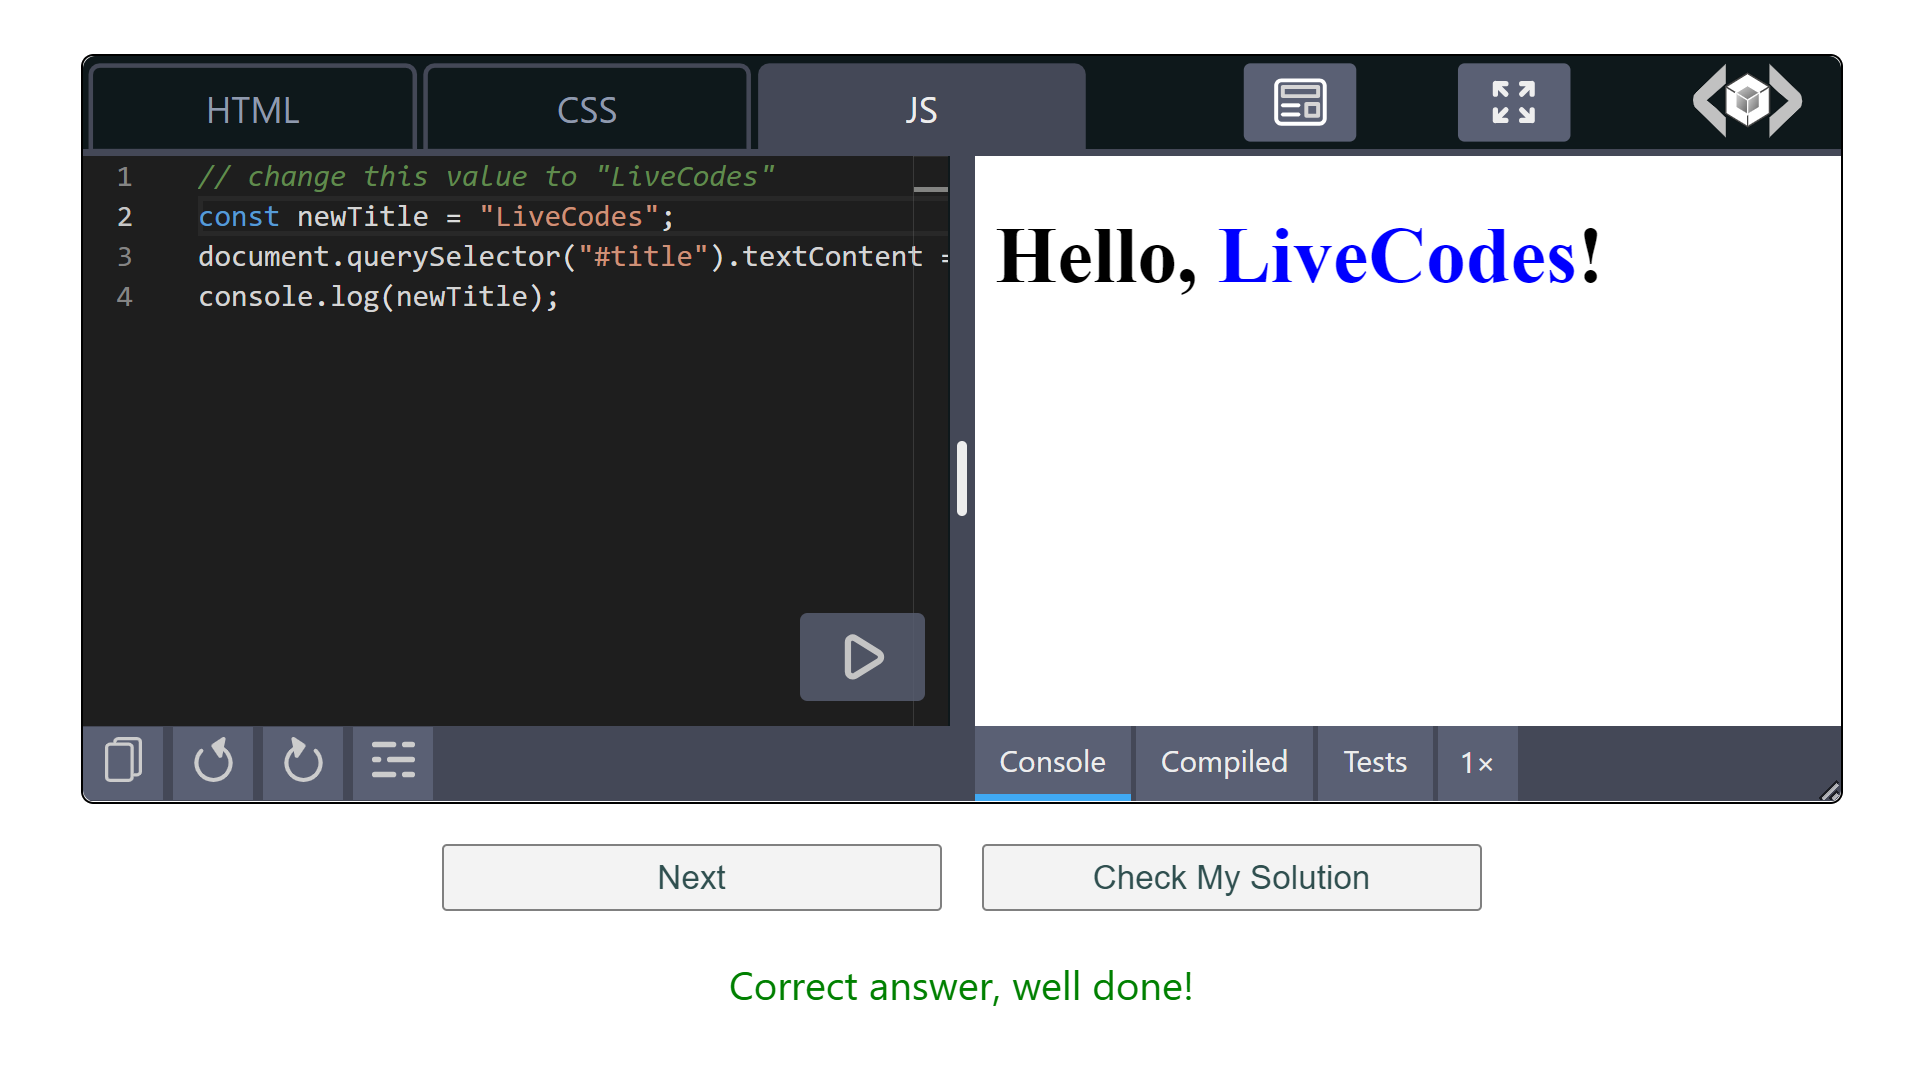 HTML CSS JS
1 // change this value to "LiveCodes"
2 const newTitle = "LiveCodes";
3 document.querySelector("#title").textContent =
4 console.log(newTitle);
Hello, LiveCodes!
Console Compiled Tests 1×
Next Check My Solution
Correct answer, well done!